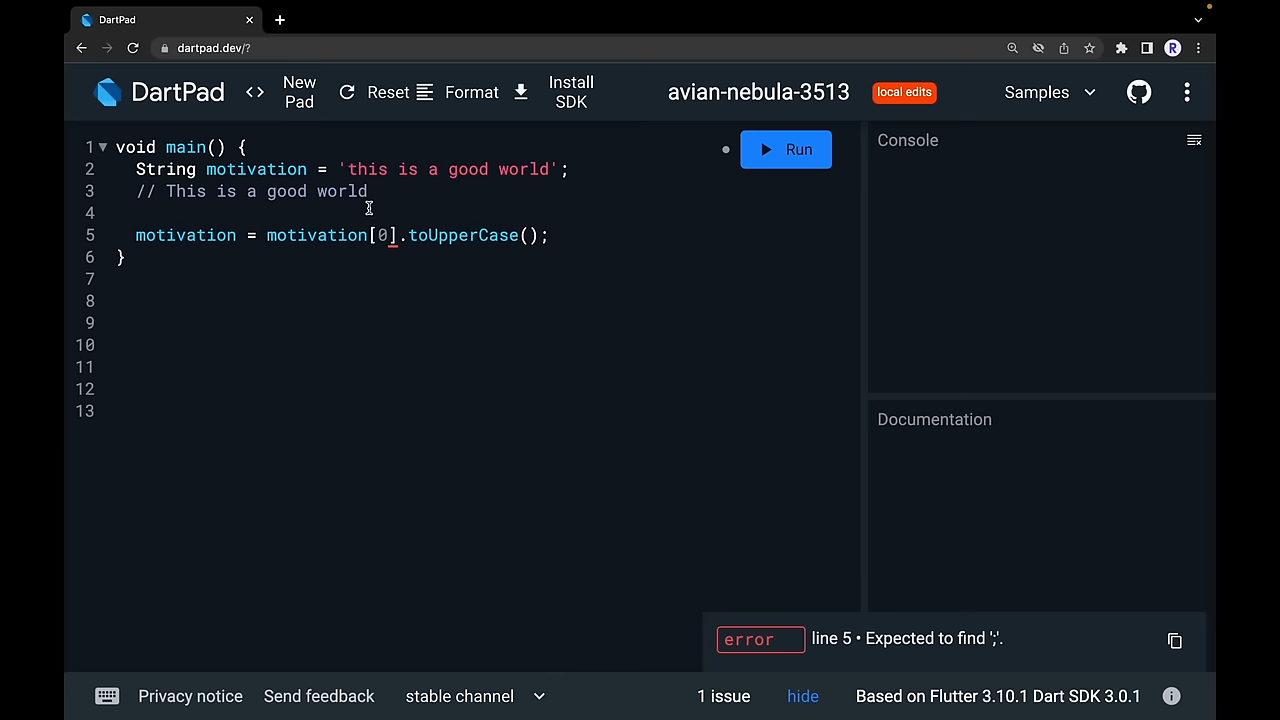 DartPad
dartpad.dev/?
R
DartPad
New Pad
Reset
Format
Install SDK
avian-nebula-3513
local edits
Samples
1 void main() {
2 String motivation = 'this is a good world';
3 // This is a good world
4
5 motivation = motivation[0].toUpperCase();
6 }
7
8
9
10
11
12
13
Run
Console
Documentation
error line 5 • Expected to find ';'.
Privacy notice
Send feedback
stable channel
1 issue
hide
Based on Flutter 3.10.1 Dart SDK 3.0.1